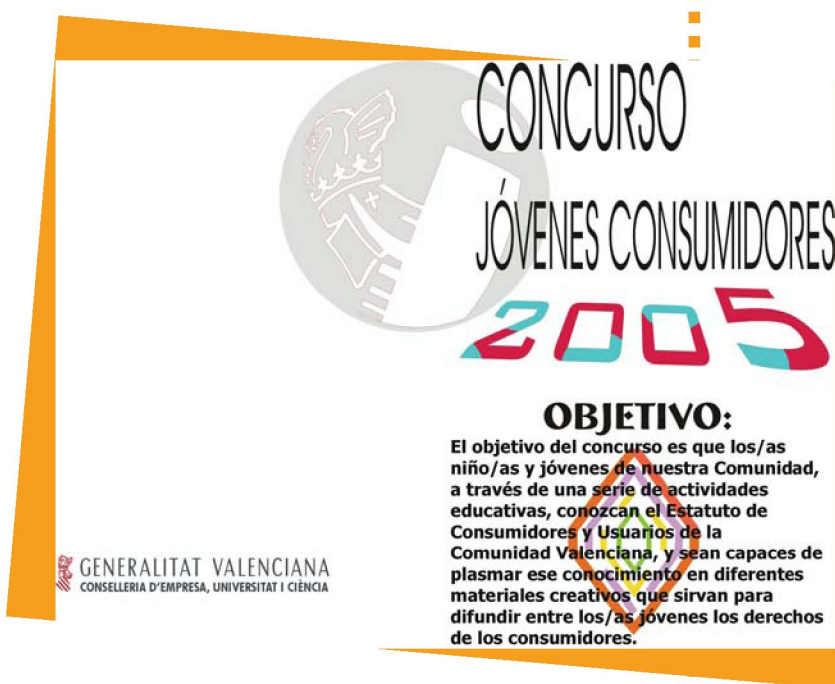 CONCURSO
JÓVENES CONSUMIDORES
2005
OBJETIVO:
El objetivo del concurso es que los/as
niño/as y jóvenes de nuestra Comunidad,
a través de una serie de actividades
educativas, conozcan el Estatuto de
Consumidores y Usuarios de la
Comunidad Valenciana, y sean capaces de
plasmar ese conocimiento en diferentes
materiales creativos que sirvan para
difundir entre los/as jóvenes los derechos
de los consumidores.
GENERALITAT VALENCIANA
CONSELLERIA D'EMPRESA, UNIVERSITAT I CIÈNCIA